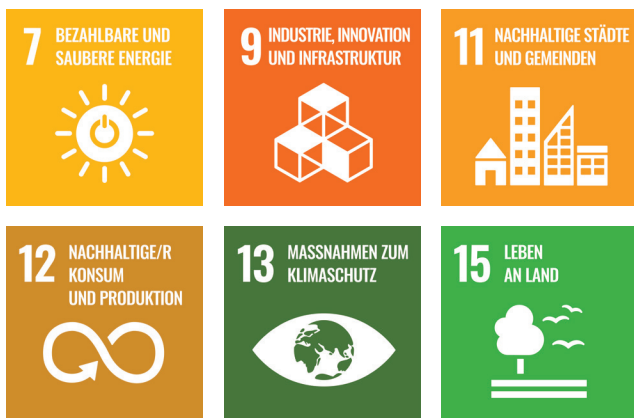 7 BEZAHLBARE UND
SAUBERE ENERGIE
9 INDUSTRIE, INNOVATION
UND INFRASTRUKTUR
11 NACHHALTIGE STÄDTE
UND GEMEINDEN
12 NACHHALTIGE/R
KONSUM
UND PRODUKTION
13 MASSNAHMEN ZUM
KLIMASCHUTZ
15 LEBEN
AN LAND